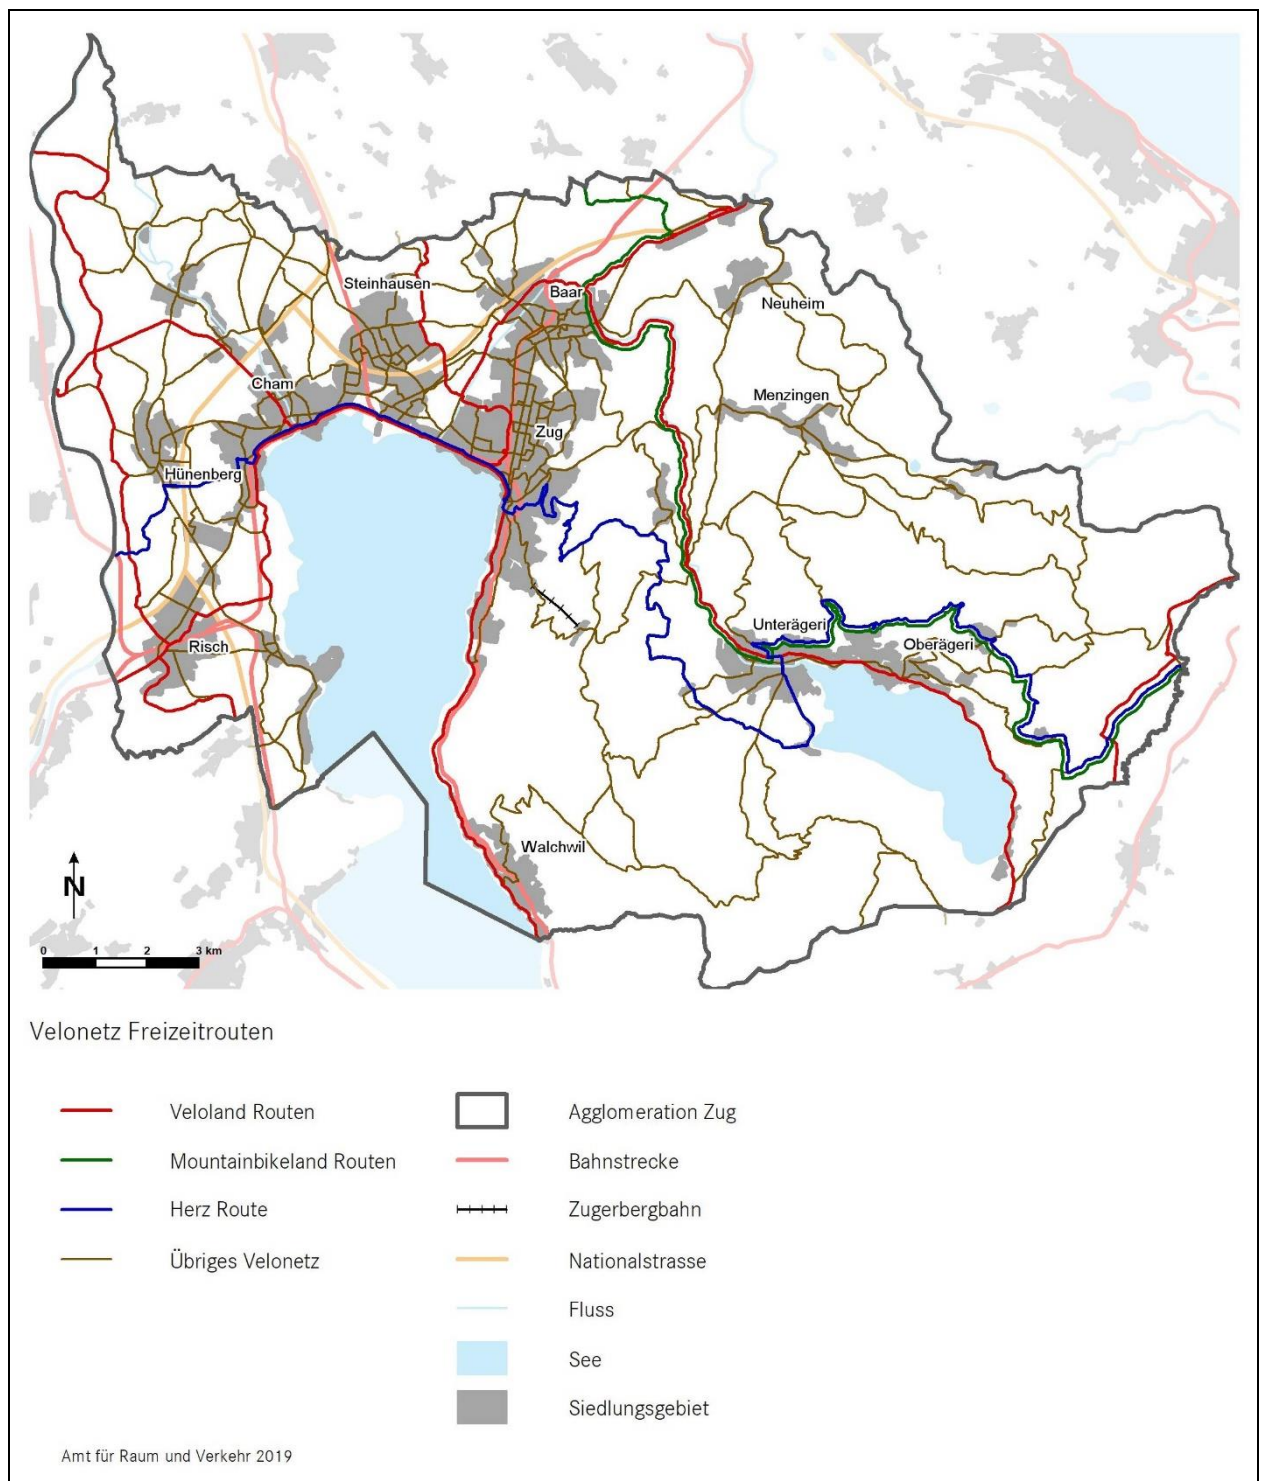 Steinhausen
Baar
Neuheim
Cham
Menzingen
Zug
Hünenberg
Unterägeri
Oberägeri
Risch
Walchwil
N
0 1 2 3 km
Velonetz Freizeitrouten
Veloland Routen
Mountainbikeland Routen
Herz Route
Übriges Velonetz
Agglomeration Zug
Bahnstrecke
Zugerbergbahn
Nationalstrasse
Fluss
See
Siedlungsgebiet
Amt für Raum und Verkehr 2019